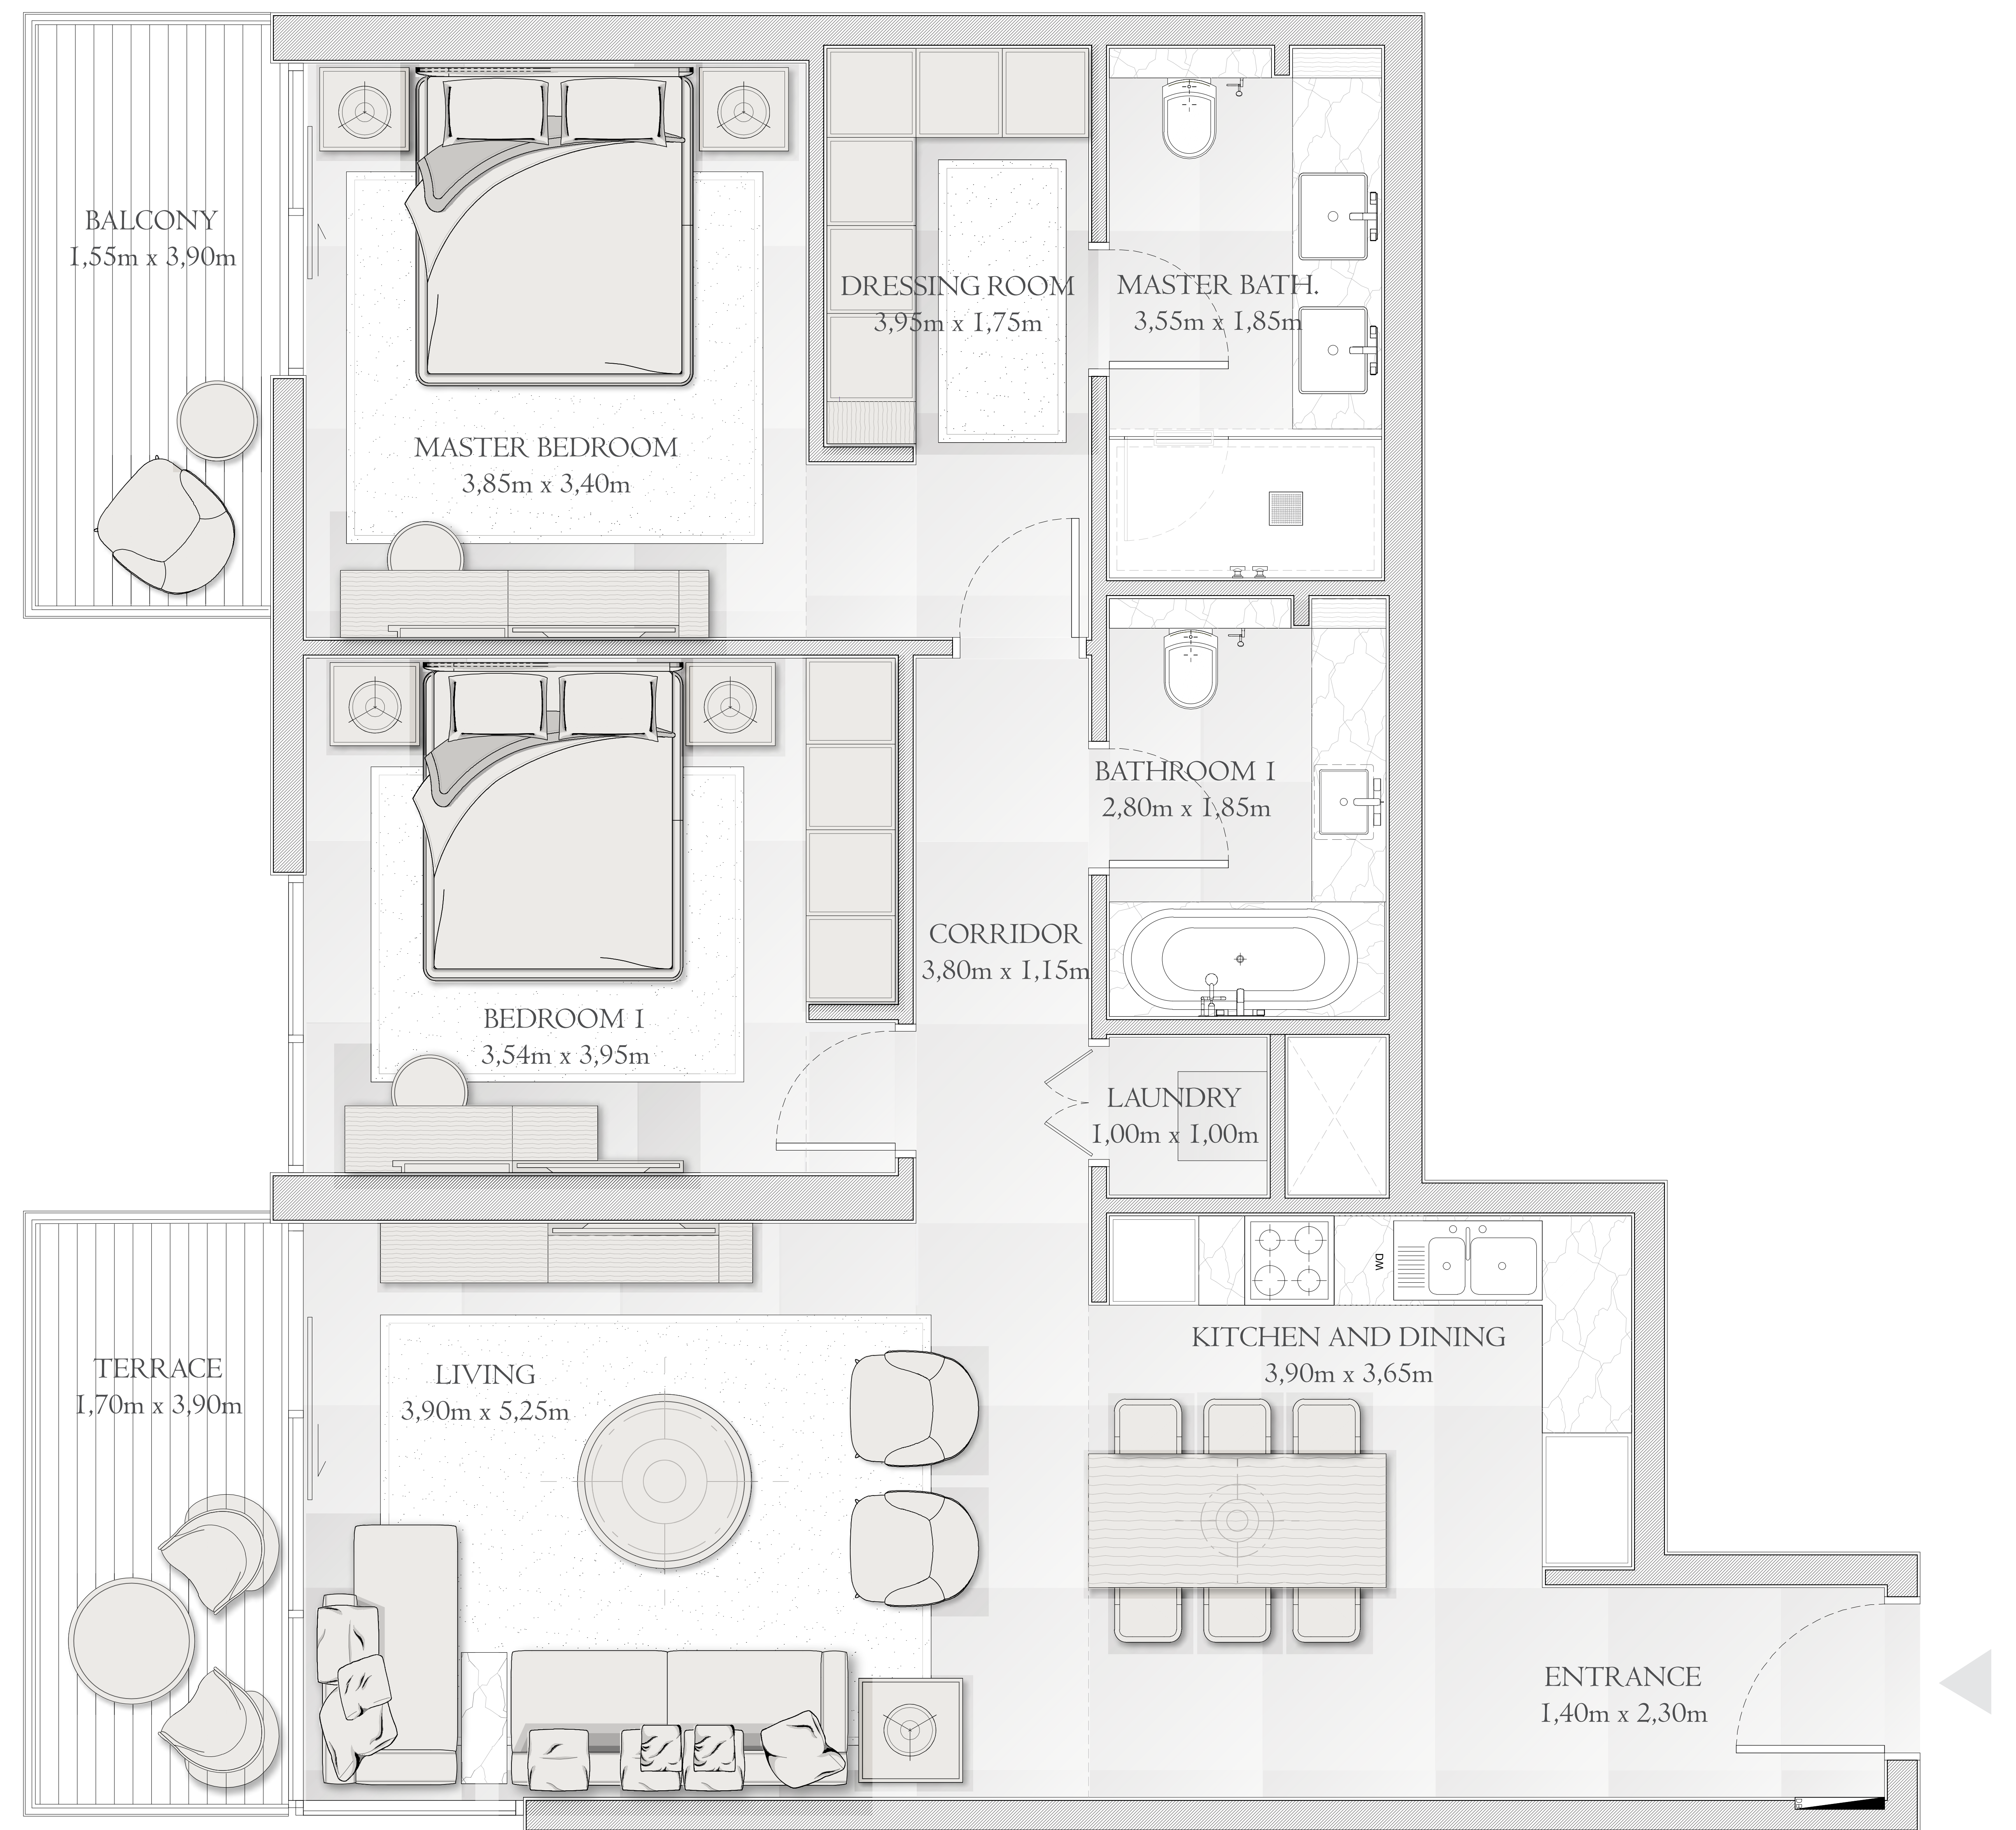 BALCONY
1,55m x 3,90m
MASTER BEDROOM
3,85m x 3,40m
DRESSING ROOM
3,95m x 1,75m
MASTER BATH.
3,55m x 1,85m
BATHROOM 1
2,80m x 1,85m
CORRIDOR
3,80m x 1,15m
BEDROOM 1
3,54m x 3,95m
LAUNDRY
1,00m x 1,00m
DW
KITCHEN AND DINING
3,90m x 3,65m
TERRACE
1,70m x 3,90m
LIVING
3,90m x 5,25m
ENTRANCE
1,40m x 2,30m